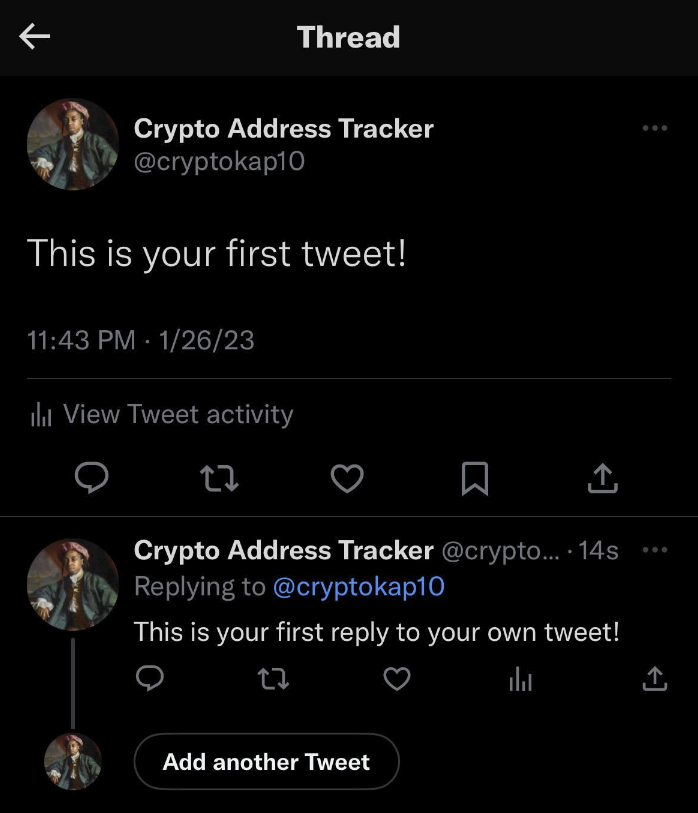 Thread
Crypto Address Tracker
@cryptokap10
This is your first tweet!
11:43 PM · 1/26/23
View Tweet activity
Crypto Address Tracker @crypto... · 14s
Replying to @cryptokap10
This is your first reply to your own tweet!
Add another Tweet